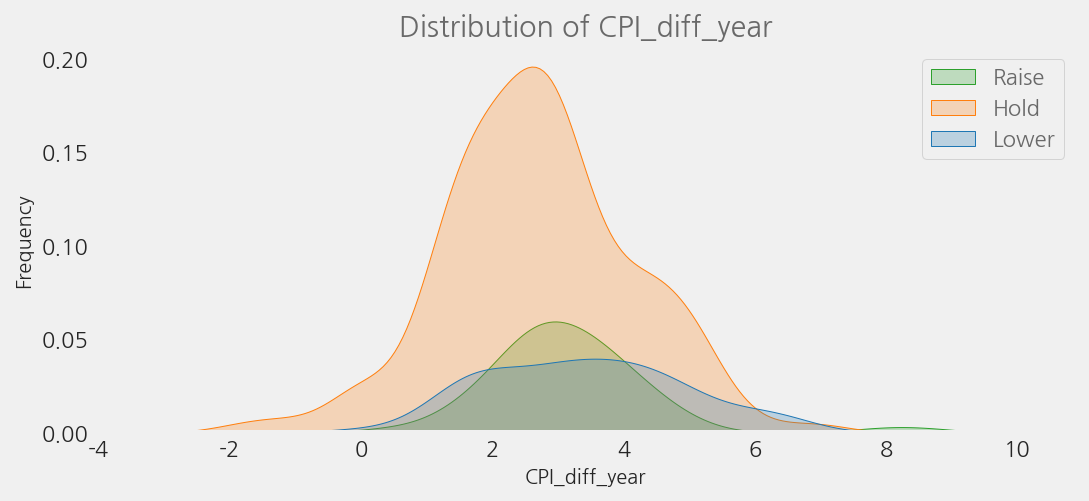 Distribution of CPI_diff_year
0.20
0.15
0.10
0.05
0.00
Frequency
-4 -2 0 2 4 6 8 10
CPI_diff_year
Raise
Hold
Lower